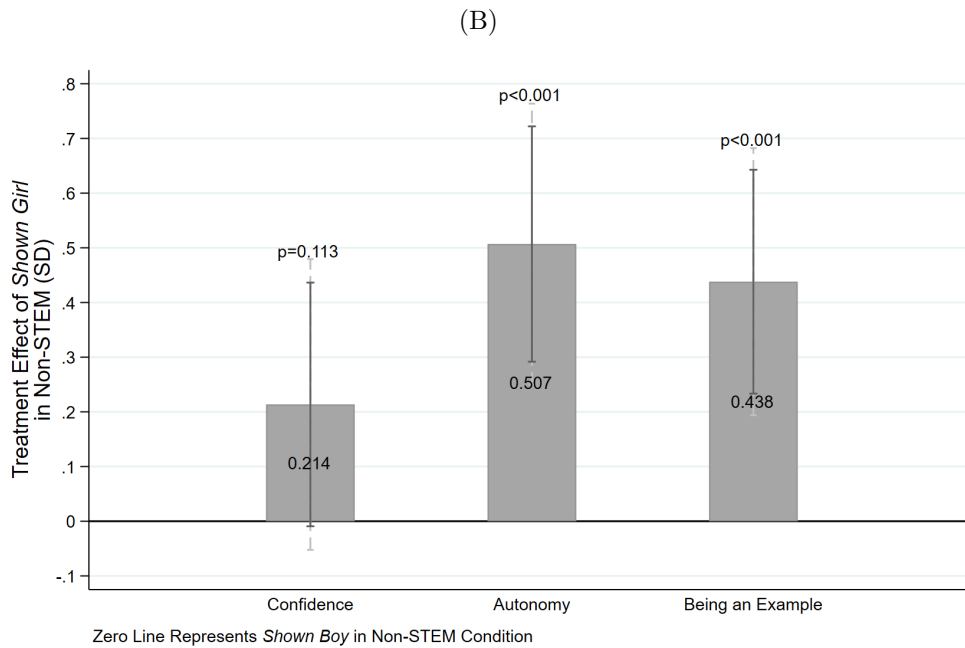 (B)
Treatment Effect of Shown Girl
in Non-STEM (SD)
.8
.7
.6
.5
.4
.3
.2
.1
0
-.1
p=0.113
p<0.001
p<0.001
0.214
0.507
0.438
Confidence Autonomy Being an Example
Zero Line Represents Shown Boy in Non-STEM Condition